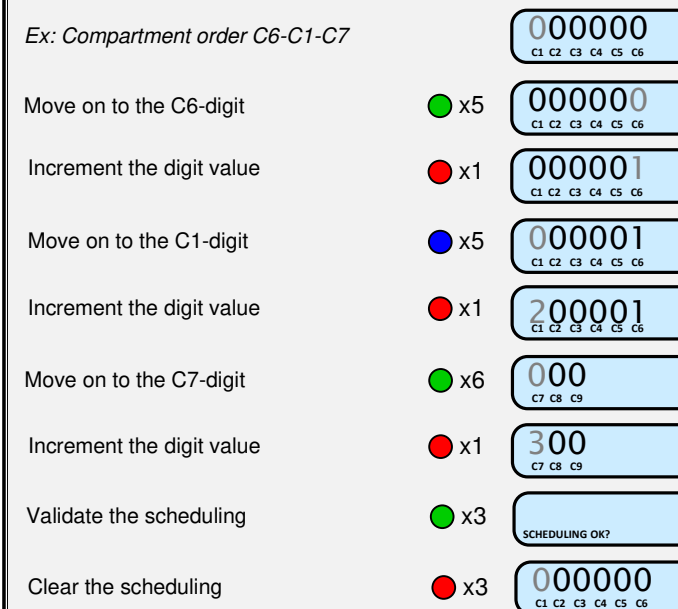 Ex: Compartment order C6-C1-C7
000000
C1 C2 C3 C4 C5 C6
Move on to the C6-digit x5
000000
C1 C2 C3 C4 C5 C6
Increment the digit value x1
000001
C1 C2 C3 C4 C5 C6
Move on to the C1-digit x5
000001
C1 C2 C3 C4 C5 C6
Increment the digit value x1
200001
C1 C2 C3 C4 C5 C6
Move on to the C7-digit x6
000
C7 C8 C9
Increment the digit value x1
300
C7 C8 C9
Validate the scheduling x3
SCHEDULING OK?
Clear the scheduling x3
000000
C1 C2 C3 C4 C5 C6